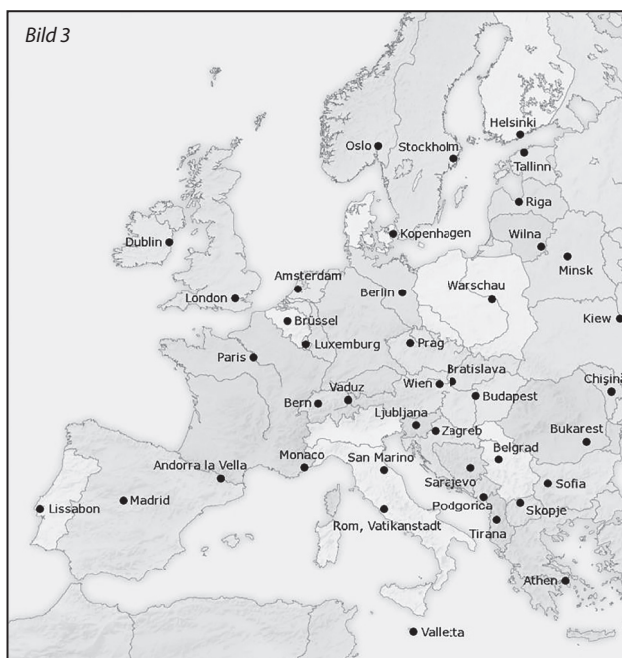 Bild 3
Helsinki
Oslo
Stockholm
Tallinn
Riga
Kopenhagen
Wilna
Dublin
Minsk
Amsterdam
London
Berlin
Warschau
Brüssel
Kiew
Luxemburg
Prag
Paris
Bratislava
Wien
Chişină
Vaduz
Budapest
Bern
Ljubljana
Zagreb
Bukarest
Belgrad
Monaco
San Marino
Andorra la Vella
Sarajevo
Sofia
Madrid
Podgorica
Skopje
Lissabon
Rom, Vatikanstadt
Tirana
Athen
Valletta